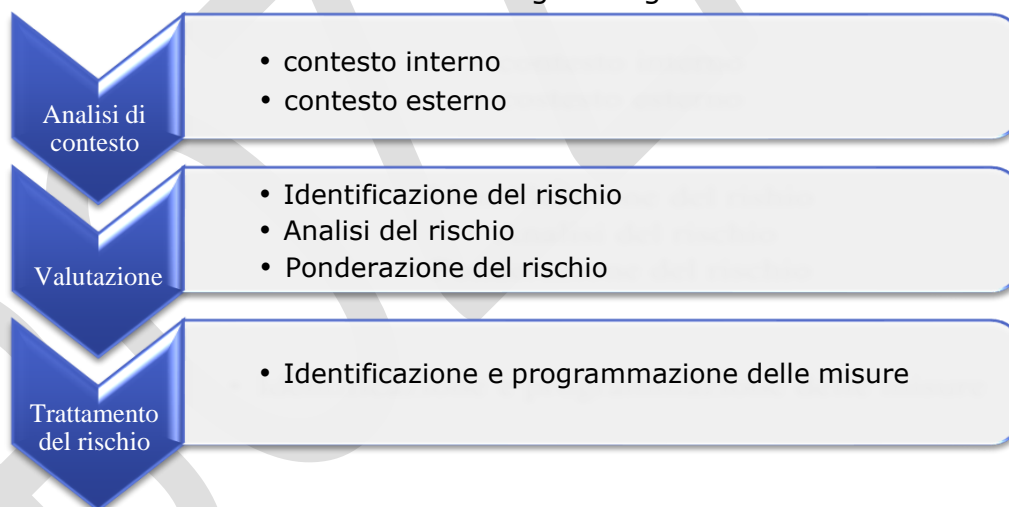 Analisi di
contesto
• contesto interno
• contesto esterno
Valutazione
• Identificazione del rischio
• Analisi del rischio
• Ponderazione del rischio
Trattamento
del rischio
• Identificazione e programmazione delle misure